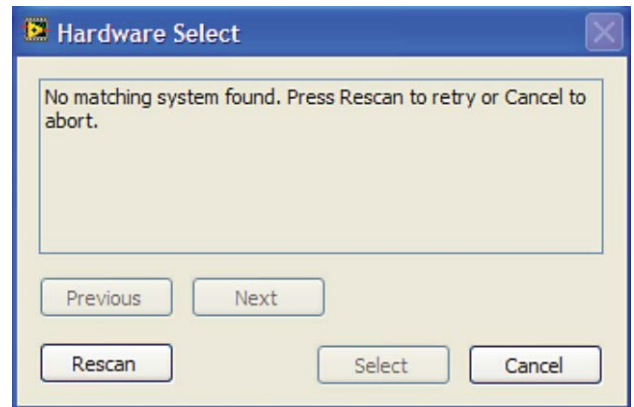 Hardware Select
No matching system found. Press Rescan to retry or Cancel to
abort.
Previous Next
Rescan Select Cancel